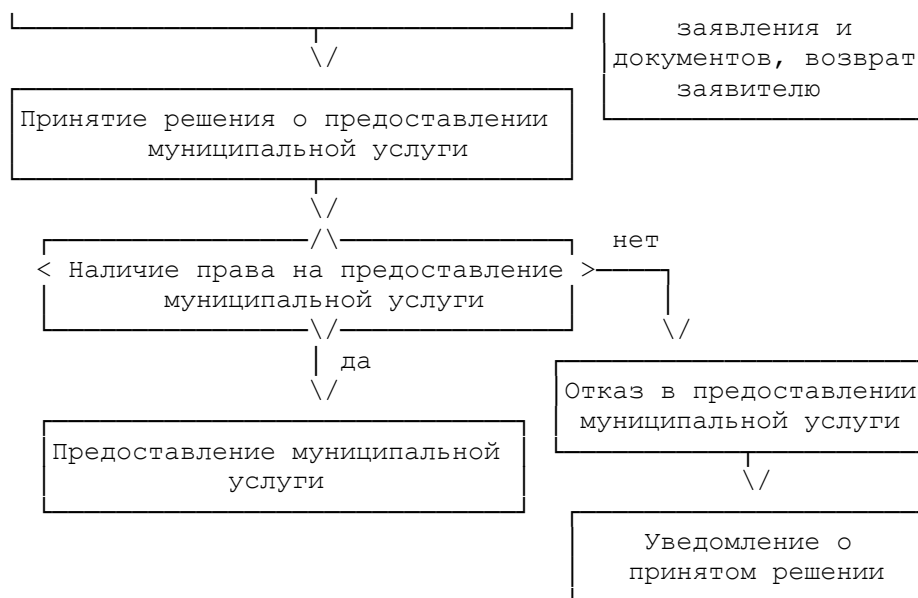 заявления и
документов, возврат
заявителю
Принятие решения о предоставлении
муниципальной услуги
нет
Наличие права на предоставление
муниципальной услуги
да
Отказ в предоставлении
муниципальной услуги
Предоставление муниципальной
услуги
Уведомление о
принятом решении